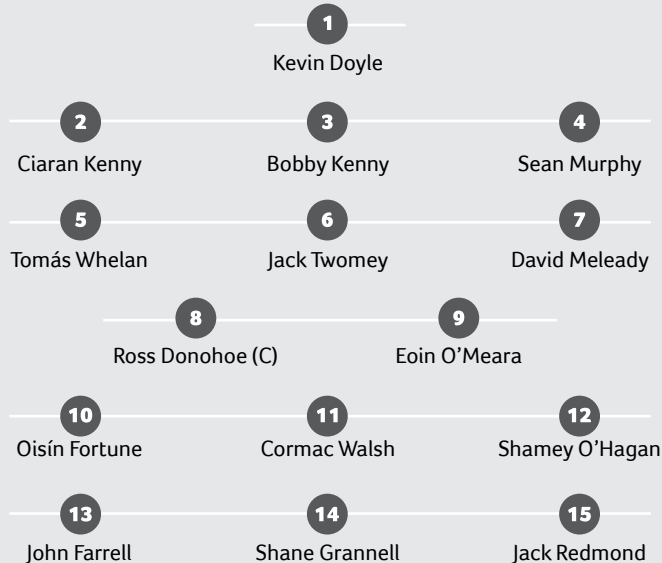 1
Kevin Doyle
2 3 4
Ciaran Kenny Bobby Kenny Sean Murphy
5 6 7
Tomás Whelan Jack Twomey David Meleady
8 9
Ross Donohoe (C) Eoin O’Meara
10 11 12
Oisín Fortune Cormac Walsh Shamey O’Hagan
13 14 15
John Farrell Shane Grannell Jack Redmond